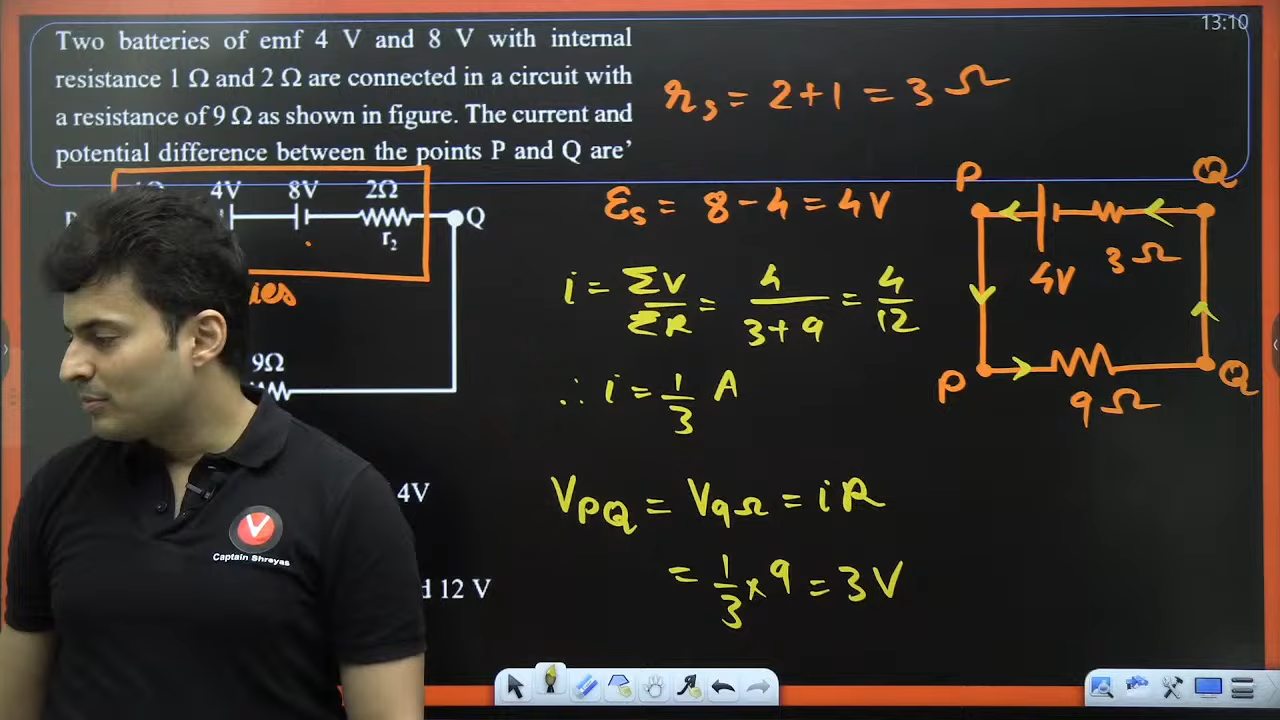 13:10
Two batteries of emf 4 V and 8 V with internal
resistance 1 Ω and 2 Ω are connected in a circuit with
a resistance of 9 Ω as shown in figure. The current and
potential difference between the points P and Q are’
r_s = 2+1 = 3 Ω
4V 8V 2Ω
Q
r₂
ies
9Ω
4V
12 V
Ɛ_s = 8 - 4 = 4V
i = ΣV/ΣR = 4/(3+9) = 4/12
∴ i = 1/3 A
V_PQ = V_9Ω = iR
= 1/3 × 9 = 3V
P Q
4V 3Ω
P Q
9Ω
V
Captain Shreyas